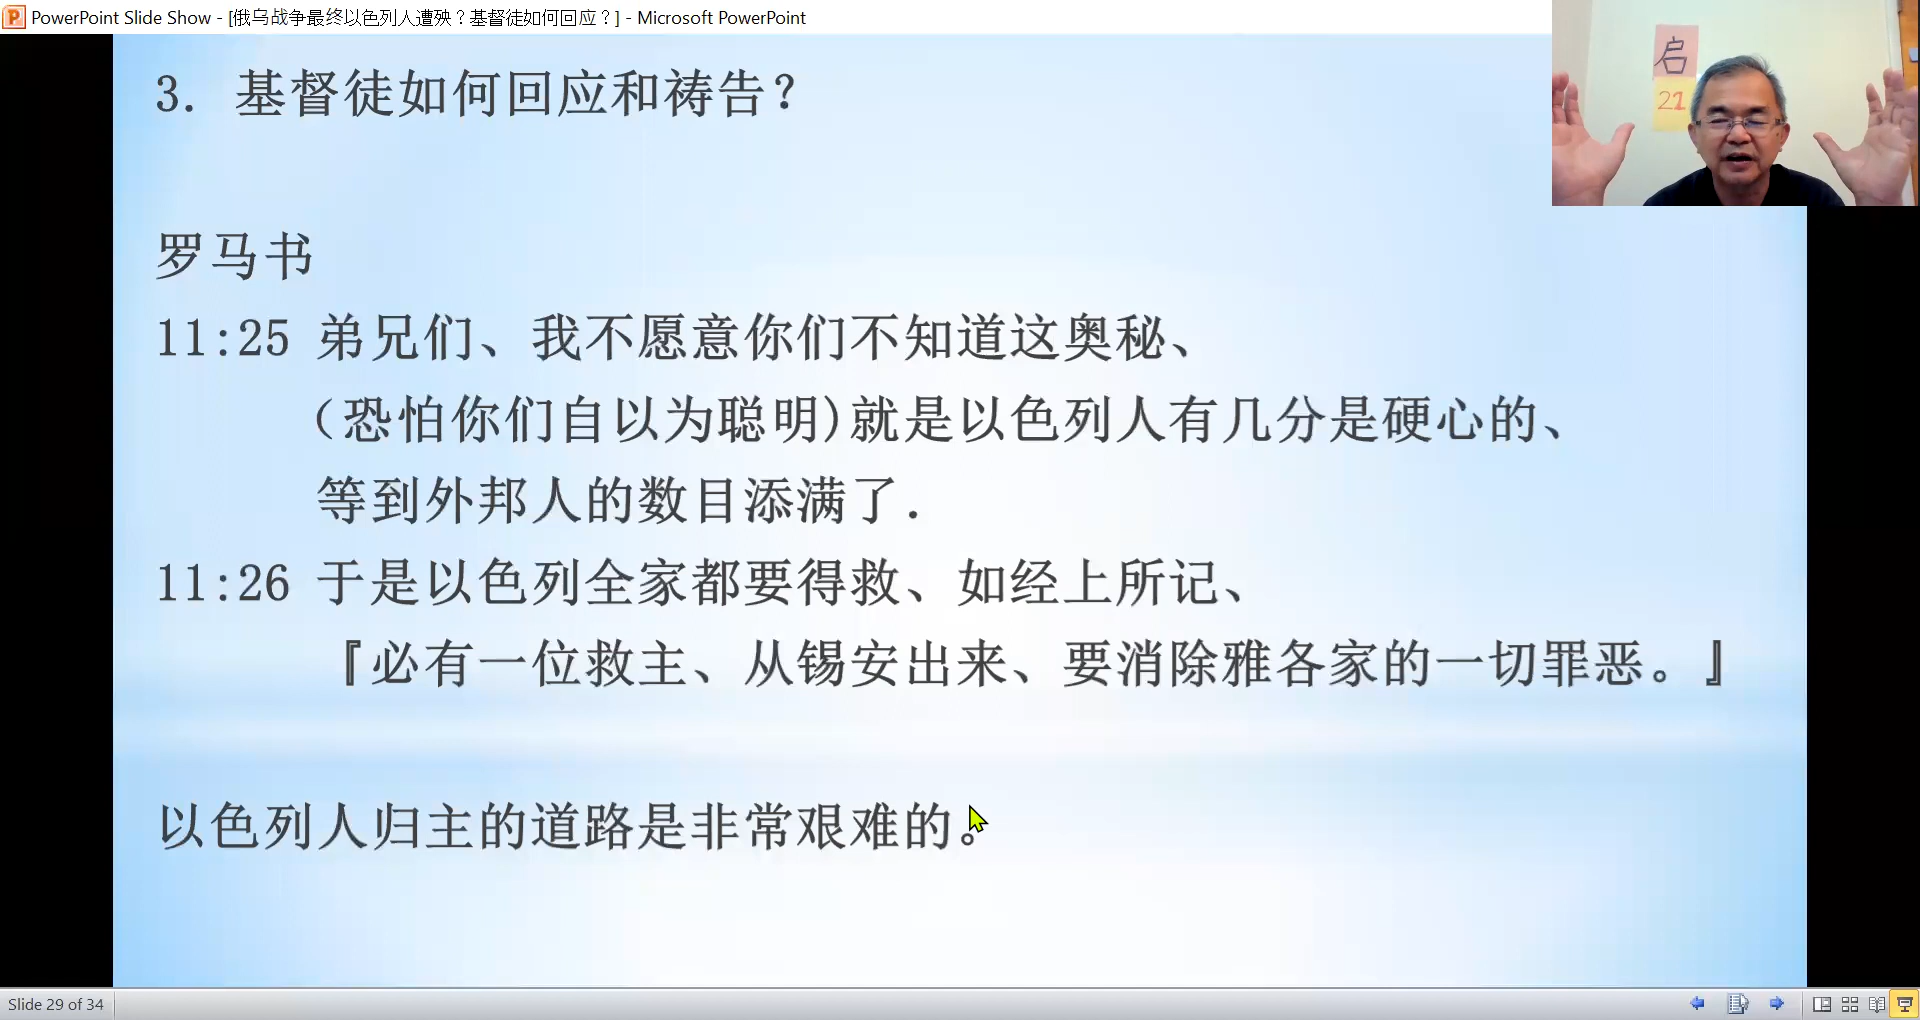 PowerPoint Slide Show - [俄乌战争最终以色列人遭殃？基督徒如何回应？] - Microsoft PowerPoint
启
21
3. 基督徒如何回应和祷告？
罗马书
11:25 弟兄们、我不愿意你们不知道这奥秘、
(恐怕你们自以为聪明)就是以色列人有几分是硬心的、
等到外邦人的数目添满了.
11:26 于是以色列全家都要得救、如经上所记、
『必有一位救主、从锡安出来、要消除雅各家的一切罪恶。』
以色列人归主的道路是非常艰难的。
Slide 29 of 34